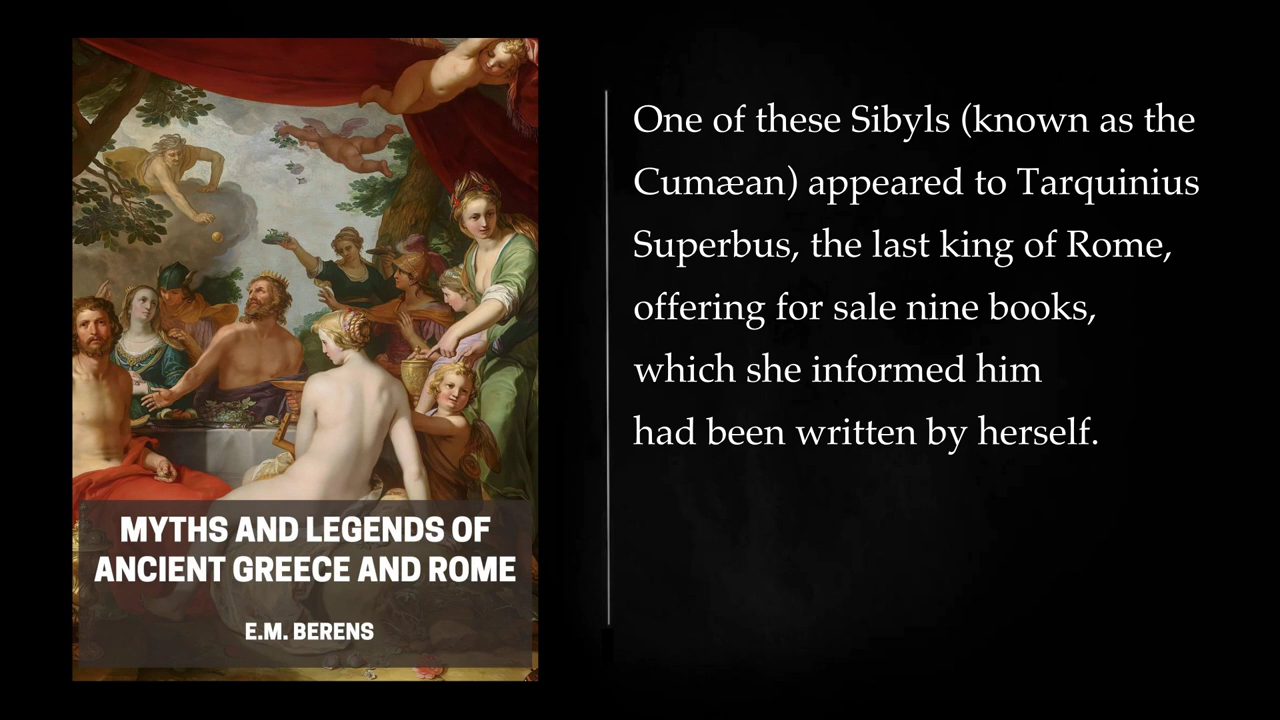 One of these Sibyls (known as the
Cumæan) appeared to Tarquinius
Superbus, the last king of Rome,
offering for sale nine books,
which she informed him
had been written by herself.
MYTHS AND LEGENDS OF
ANCIENT GREECE AND ROME
E.M. BERENS